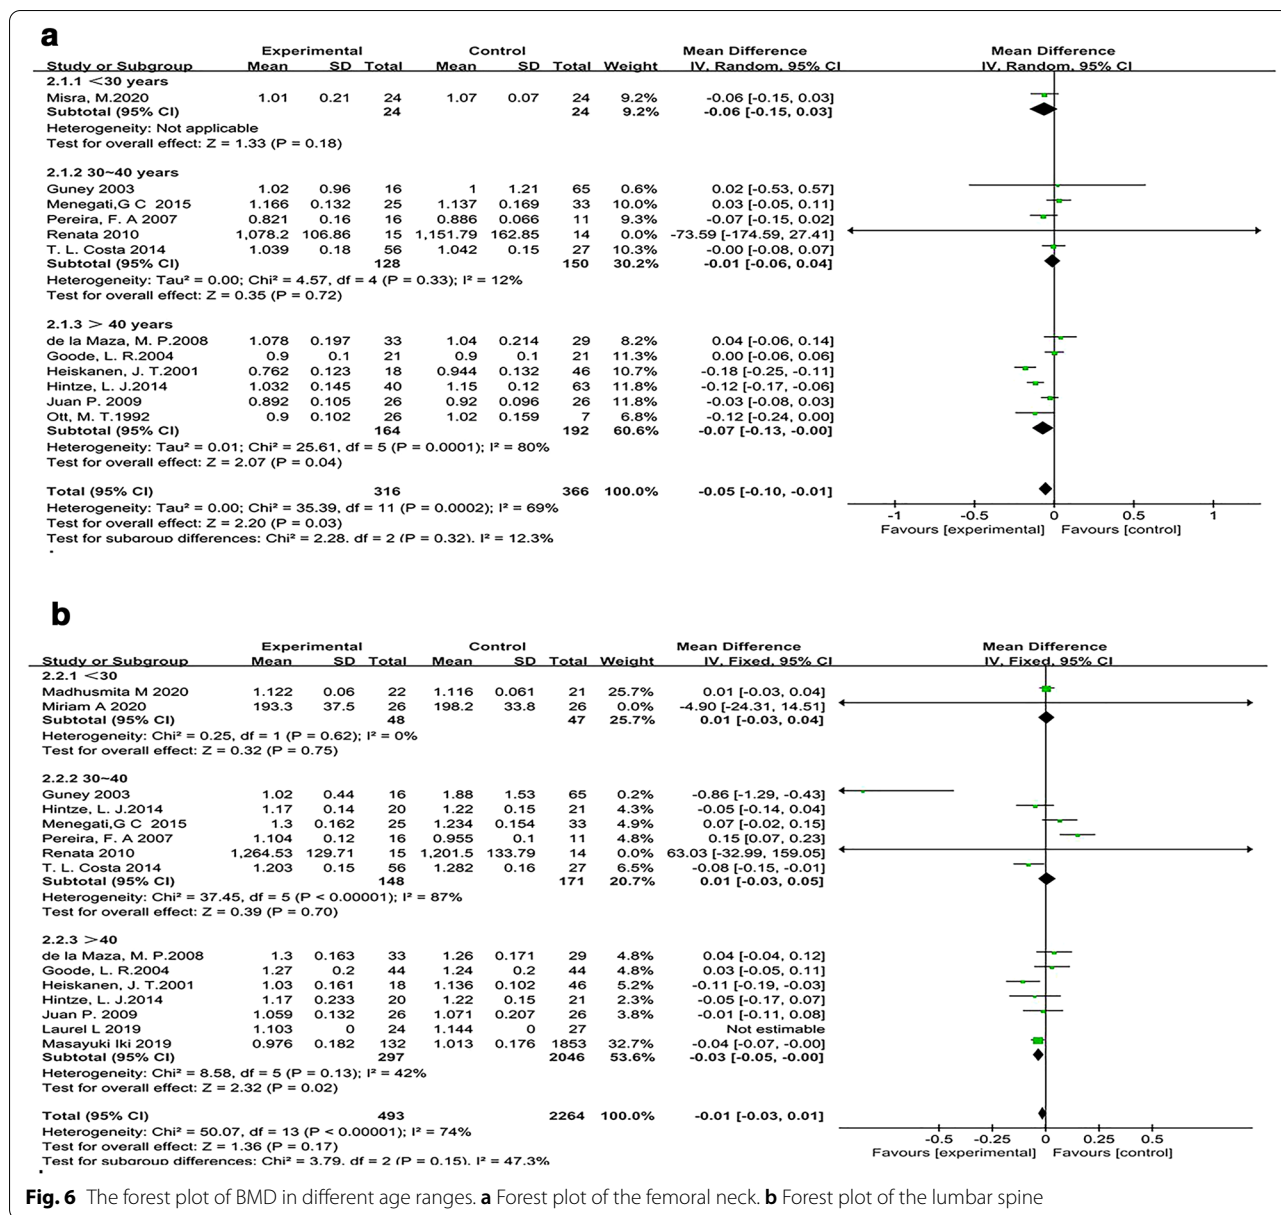 a
Experimental Control Mean Difference Mean Difference
Study or Subgroup Mean SD Total Mean SD Total Weight IV, Random, 95% CI IV, Random, 95% CI
2.1.1 <30 years
Misra, M.2020 1.01 0.21 24 1.07 0.07 24 9.2% -0.06 [-0.15, 0.03]
Subtotal (95% CI) 24 24 9.2% -0.06 [-0.15, 0.03]
Heterogeneity: Not applicable
Test for overall effect: Z = 1.33 (P = 0.18)
2.1.2 30~40 years
Guney 2003 1.02 0.96 16 1 1.21 65 0.6% 0.02 [-0.53, 0.57]
Menegati,G C 2015 1.166 0.132 25 1.137 0.169 33 10.0% 0.03 [-0.05, 0.11]
Pereira, F. A 2007 0.821 0.16 16 0.886 0.066 11 9.3% -0.07 [-0.15, 0.02]
Renata 2010 1,078.2 106.86 15 1,151.79 162.85 14 0.0% -73.59 [-174.59, 27.41]
T. L. Costa 2014 1.039 0.18 56 1.042 0.15 27 10.3% -0.00 [-0.08, 0.07]
Subtotal (95% CI) 128 150 30.2% -0.01 [-0.06, 0.04]
Heterogeneity: Tau² = 0.00; Chi² = 4.57, df = 4 (P = 0.33); I² = 12%
Test for overall effect: Z = 0.35 (P = 0.72)
2.1.3 > 40 years
de la Maza, M. P.2008 1.078 0.197 33 1.04 0.214 29 8.2% 0.04 [-0.06, 0.14]
Goode, L. R.2004 0.9 0.1 21 0.9 0.1 21 11.3% 0.00 [-0.06, 0.06]
Heiskanen, J. T.2001 0.762 0.123 18 0.944 0.132 46 10.7% -0.18 [-0.25, -0.11]
Hintze, L. J.2014 1.032 0.145 40 1.15 0.12 63 11.8% -0.12 [-0.17, -0.06]
Juan P. 2009 0.892 0.105 26 0.92 0.096 26 11.8% -0.03 [-0.08, 0.03]
Ott, M. T.1992 0.9 0.102 26 1.02 0.159 7 6.8% -0.12 [-0.24, 0.00]
Subtotal (95% CI) 164 192 60.6% -0.07 [-0.13, -0.00]
Heterogeneity: Tau² = 0.01; Chi² = 25.61, df = 5 (P = 0.0001); I² = 80%
Test for overall effect: Z = 2.07 (P = 0.04)
Total (95% CI) 316 366 100.0% -0.05 [-0.10, -0.01]
Heterogeneity: Tau² = 0.00; Chi² = 35.39, df = 11 (P = 0.0002); I² = 69%
Test for overall effect: Z = 2.20 (P = 0.03)
Test for subgroup differences: Chi² = 2.28, df = 2 (P = 0.32), I² = 12.3%
-1 -0.5 0 0.5 1
Favours [experimental] Favours [control]
b
Experimental Control Mean Difference Mean Difference
Study or Subgroup Mean SD Total Mean SD Total Weight IV, Fixed, 95% CI IV, Fixed, 95% CI
2.2.1 <30
Madhusmita M 2020 1.122 0.06 22 1.116 0.061 21 25.7% 0.01 [-0.03, 0.04]
Miriam A 2020 193.3 37.5 26 198.2 33.8 26 0.0% -4.90 [-24.31, 14.51]
Subtotal (95% CI) 48 47 25.7% 0.01 [-0.03, 0.04]
Heterogeneity: Chi² = 0.25, df = 1 (P = 0.62); I² = 0%
Test for overall effect: Z = 0.32 (P = 0.75)
2.2.2 30~40
Guney 2003 1.02 0.44 16 1.88 1.53 65 0.2% -0.86 [-1.29, -0.43]
Hintze, L. J.2014 1.17 0.14 20 1.22 0.15 21 4.3% -0.05 [-0.14, 0.04]
Menegati,G C 2015 1.3 0.162 25 1.234 0.154 33 4.9% 0.07 [-0.02, 0.15]
Pereira, F. A 2007 1.104 0.12 16 0.955 0.1 11 4.8% 0.15 [0.07, 0.23]
Renata 2010 1,264.53 129.71 15 1,201.5 133.79 14 0.0% 63.03 [-32.99, 159.05]
T. L. Costa 2014 1.203 0.15 56 1.282 0.16 27 6.5% -0.08 [-0.15, -0.01]
Subtotal (95% CI) 148 171 20.7% 0.01 [-0.03, 0.05]
Heterogeneity: Chi² = 37.45, df = 5 (P < 0.00001); I² = 87%
Test for overall effect: Z = 0.39 (P = 0.70)
2.2.3 >40
de la Maza, M. P.2008 1.3 0.163 33 1.26 0.171 29 4.8% 0.04 [-0.04, 0.12]
Goode, L. R.2004 1.27 0.2 44 1.24 0.2 44 4.8% 0.03 [-0.05, 0.11]
Heiskanen, J. T.2001 1.03 0.161 18 1.136 0.102 46 5.2% -0.11 [-0.19, -0.03]
Hintze, L. J.2014 1.17 0.233 20 1.22 0.15 21 2.3% -0.05 [-0.17, 0.07]
Juan P. 2009 1.059 0.132 26 1.071 0.207 26 3.8% -0.01 [-0.11, 0.08]
Laurel L 2019 1.103 0 24 1.144 0 27 Not estimable
Masayuki Iki 2019 0.976 0.182 132 1.013 0.176 1853 32.7% -0.04 [-0.07, -0.00]
Subtotal (95% CI) 297 2046 53.6% -0.03 [-0.05, -0.00]
Heterogeneity: Chi² = 8.58, df = 5 (P = 0.13); I² = 42%
Test for overall effect: Z = 2.32 (P = 0.02)
Total (95% CI) 493 2264 100.0% -0.01 [-0.03, 0.01]
Heterogeneity: Chi² = 50.07, df = 13 (P < 0.00001); I² = 74%
Test for overall effect: Z = 1.36 (P = 0.17)
Test for subgroup differences: Chi² = 3.79, df = 2 (P = 0.15), I² = 47.3%
-0.5 -0.25 0 0.25 0.5
Favours [experimental] Favours [control]
Fig. 6 The forest plot of BMD in different age ranges. a Forest plot of the femoral neck. b Forest plot of the lumbar spine